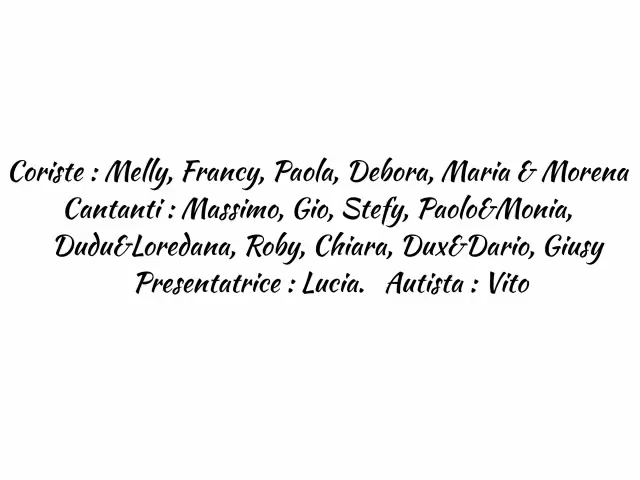 Coriste : Melly, Francy, Paola, Debora, Maria & Morena
Cantanti : Massimo, Gio, Stefy, Paolo&Monia,
Dudu&Loredana, Roby, Chiara, Dux&Dario, Giusy
Presentatrice : Lucia. Autista : Vito